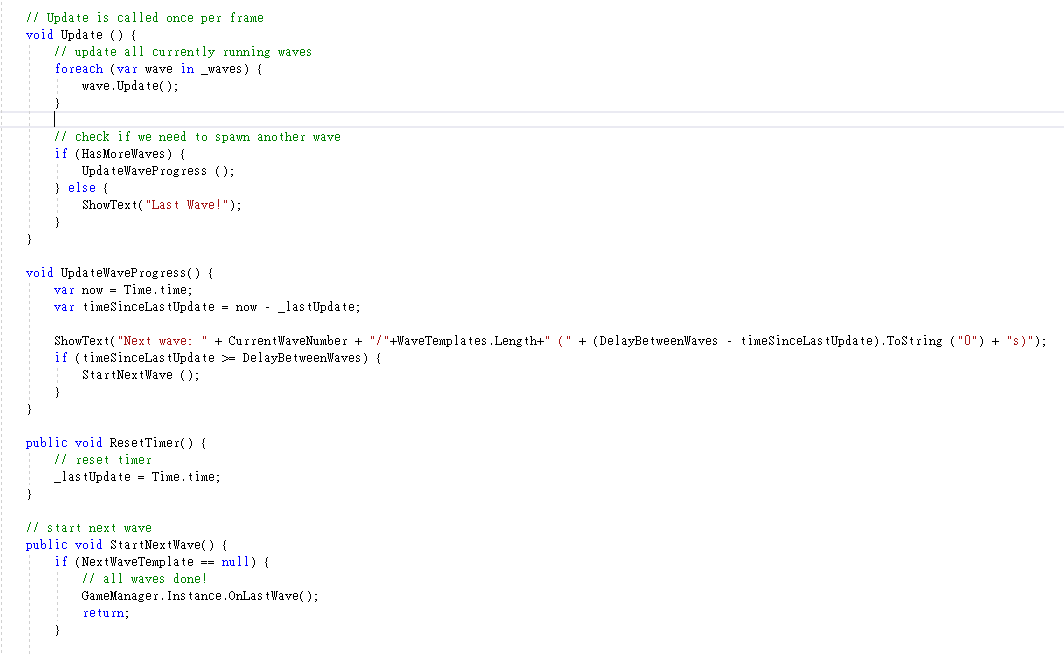 // Update is called once per frame
void Update () {
// update all currently running waves
foreach (var wave in _waves) {
wave.Update();
}
// check if we need to spawn another wave
if (HasMoreWaves) {
UpdateWaveProgress ();
} else {
ShowText("Last Wave!");
}
}
void UpdateWaveProgress() {
var now = Time.time;
var timeSinceLastUpdate = now - _lastUpdate;
ShowText("Next wave: " + CurrentWaveNumber + "/"+WaveTemplates.Length+" (" + (DelayBetweenWaves - timeSinceLastUpdate).ToString ("0") + "s)");
if (timeSinceLastUpdate >= DelayBetweenWaves) {
StartNextWave ();
}
}
public void ResetTimer() {
// reset timer
_lastUpdate = Time.time;
}
// start next wave
public void StartNextWave() {
if (NextWaveTemplate == null) {
// all waves done!
GameManager.Instance.OnLastWave();
return;
}